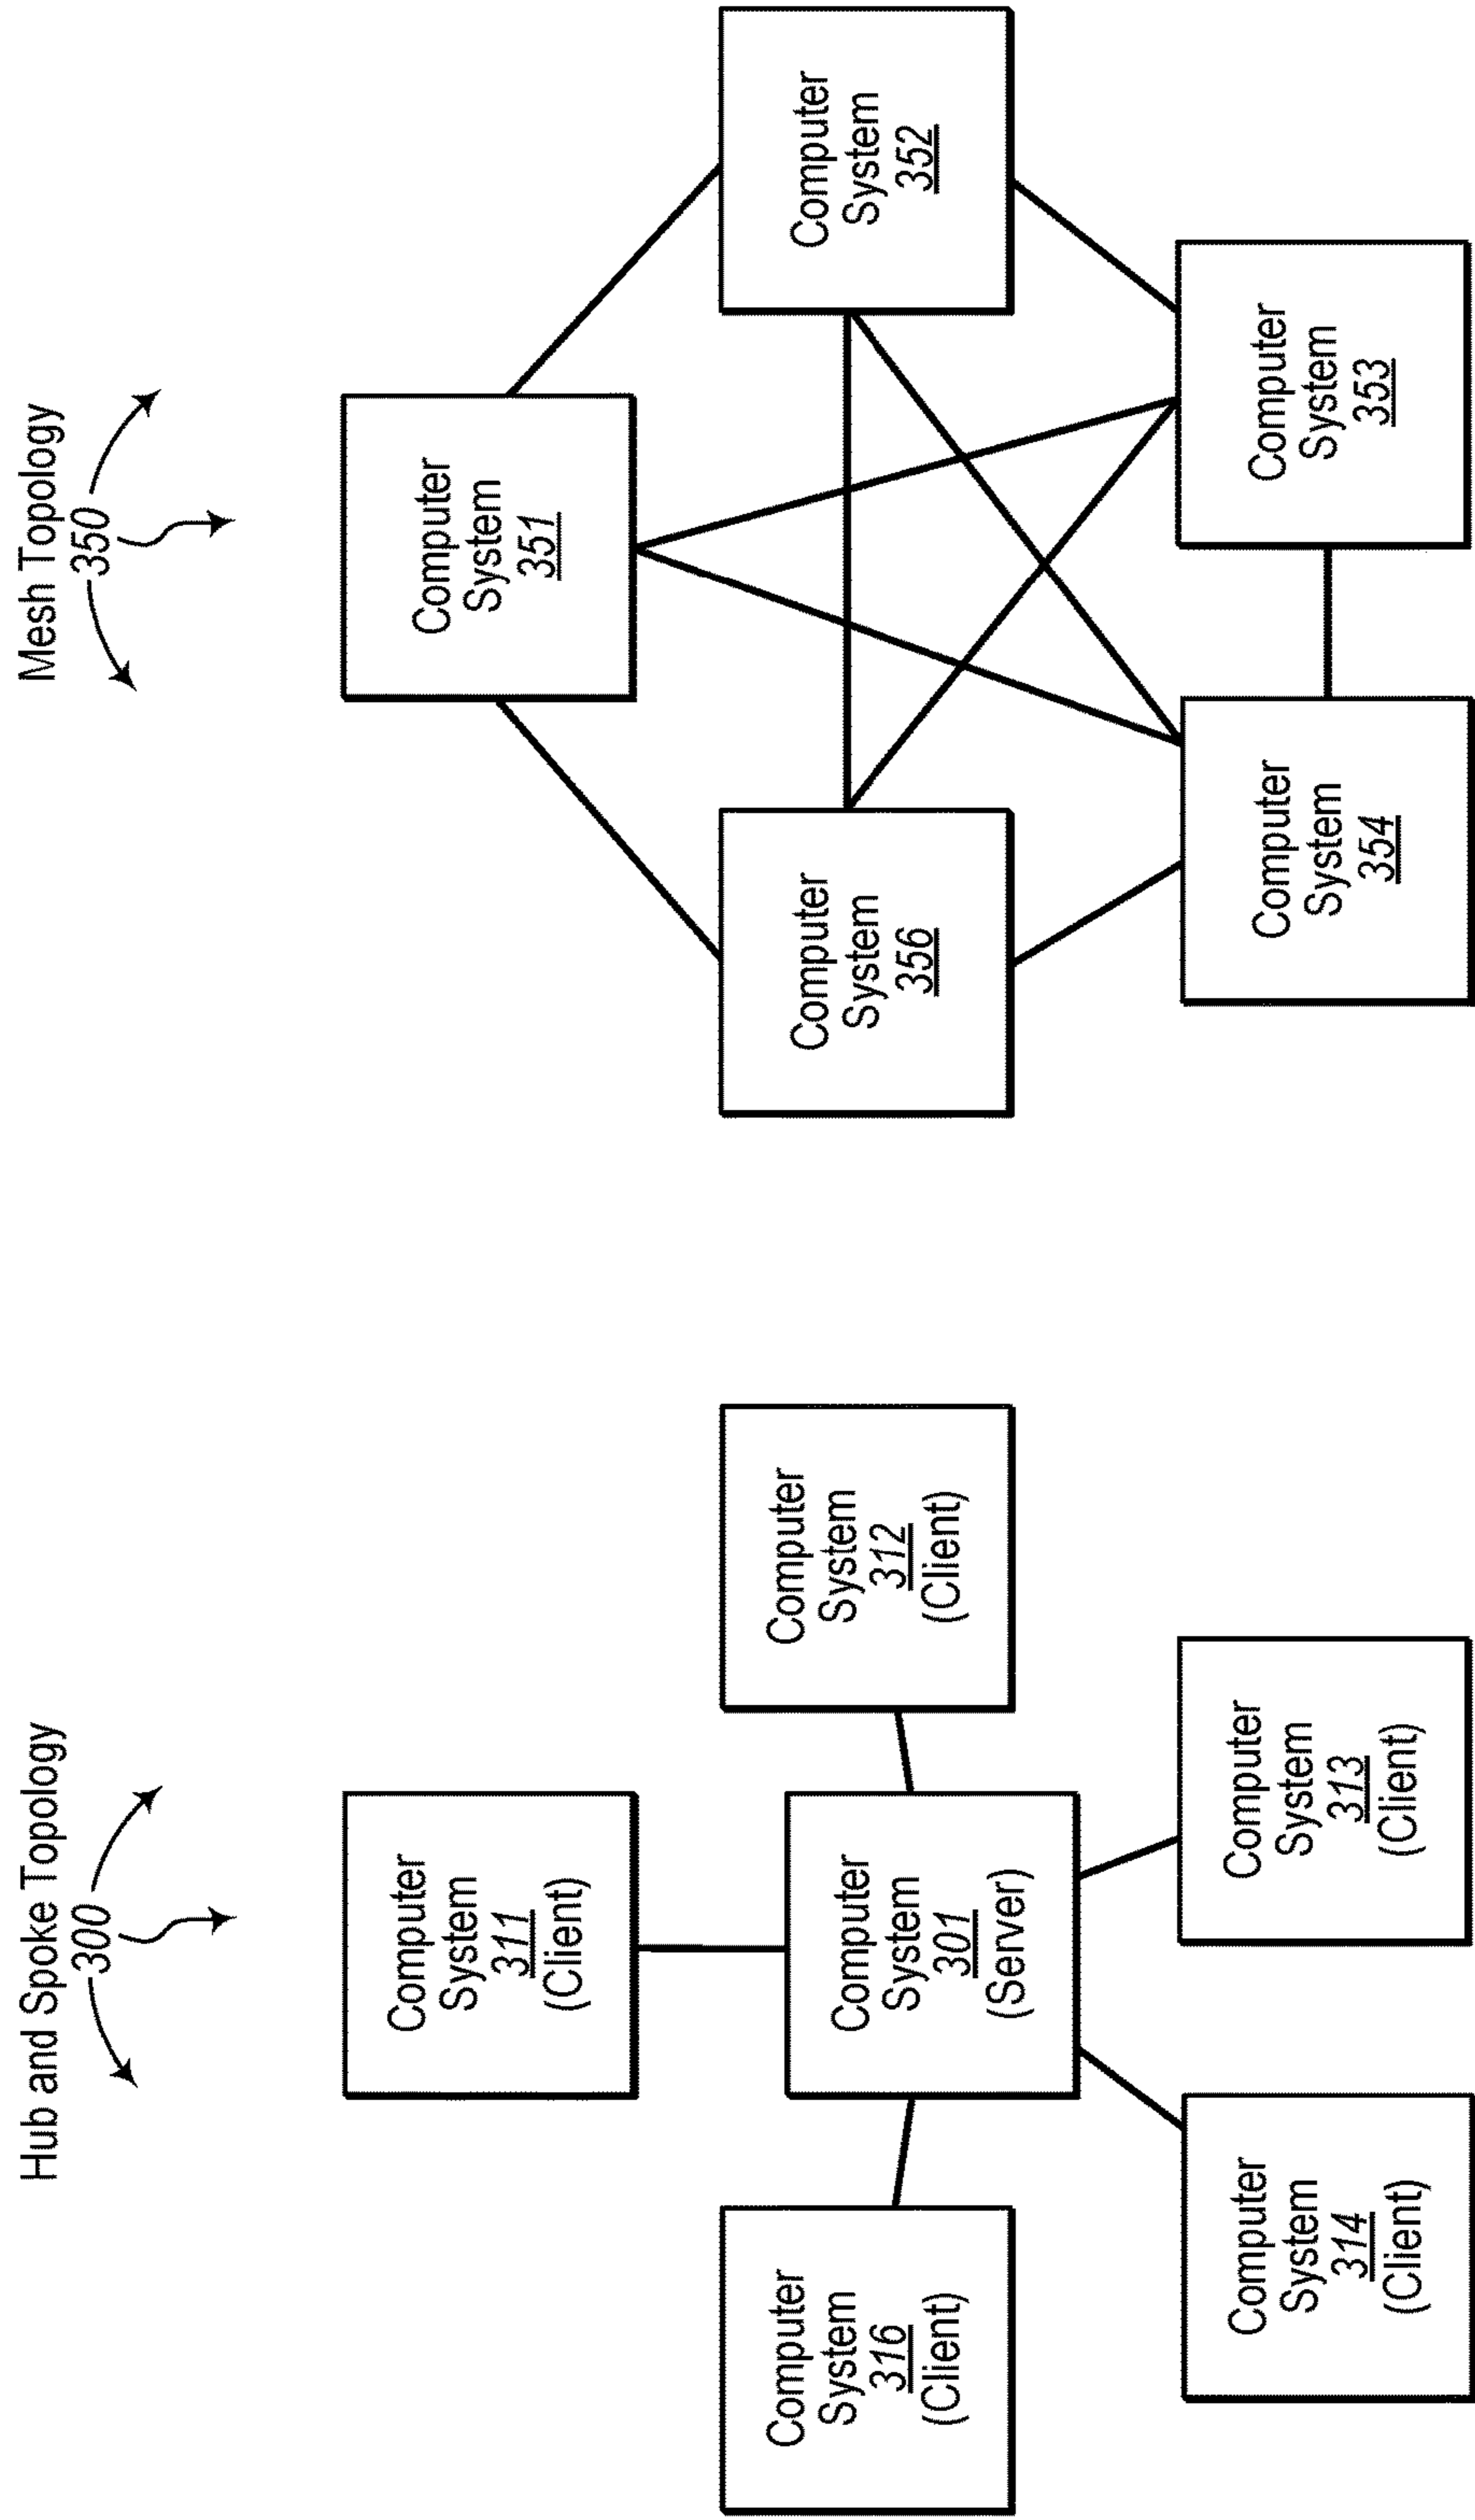 Hub and Spoke Topology
300
Computer
System
311
(Client)
Computer
System
316
(Client)
Computer
System
301
(Server)
Computer
System
312
(Client)
Computer
System
314
(Client)
Computer
System
313
(Client)
Mesh Topology
350
Computer
System
351
Computer
System
356
Computer
System
352
Computer
System
354
Computer
System
353